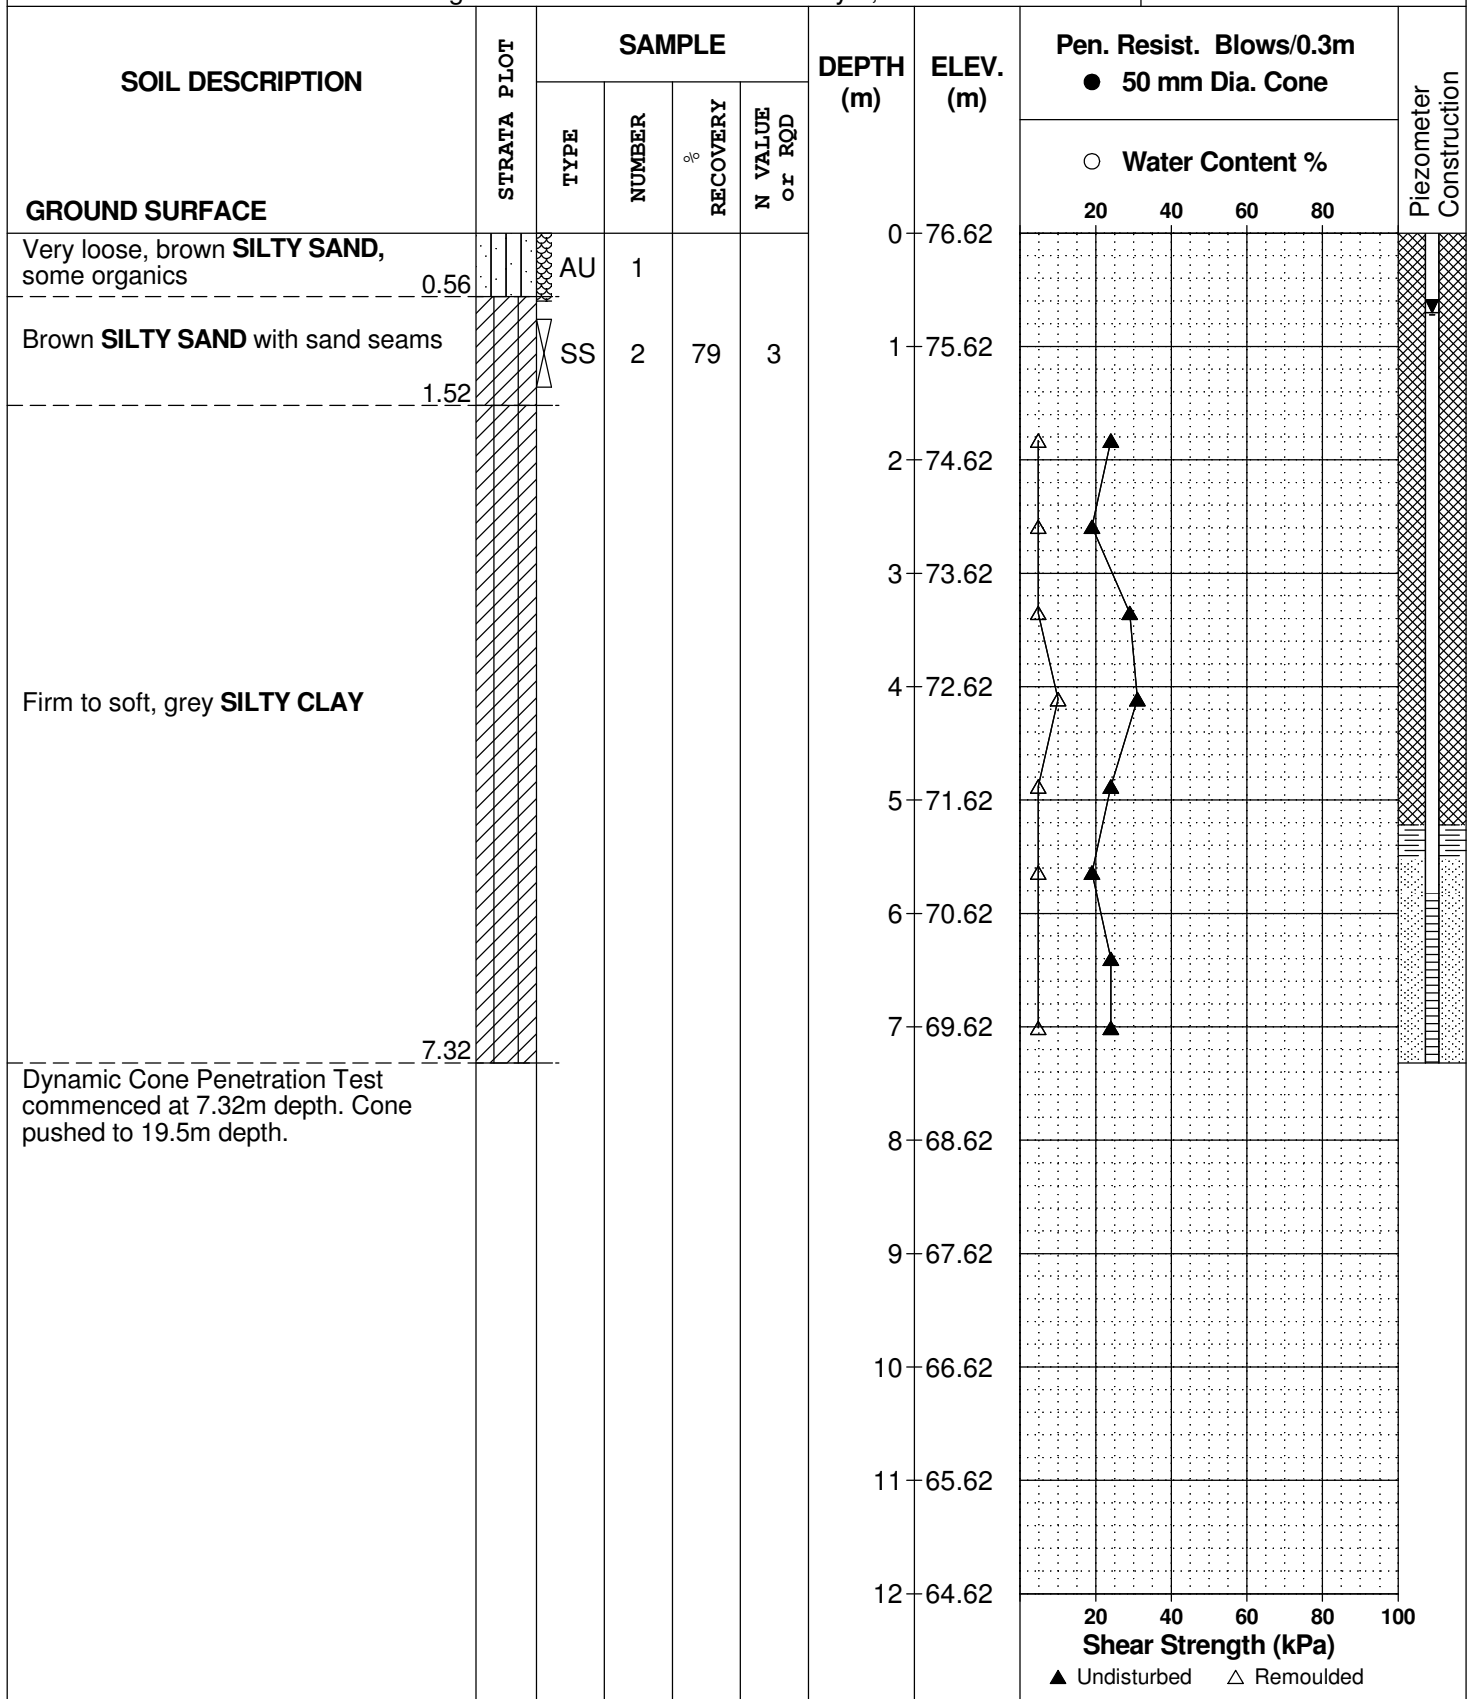 SOIL DESCRIPTION
GROUND SURFACE
STRATA PLOT
SAMPLE
TYPE
NUMBER
% RECOVERY
N VALUE
or RQD
DEPTH
(m)
ELEV.
(m)
Pen. Resist. Blows/0.3m
● 50 mm Dia. Cone
○ Water Content %
20 40 60 80
Piezometer
Construction
Very loose, brown SILTY SAND,
some organics
0.56
AU 1
0 76.62
Brown SILTY SAND with sand seams
1.52
SS 2 79 3
1 75.62
2 74.62
3 73.62
Firm to soft, grey SILTY CLAY
4 72.62
5 71.62
6 70.62
7 69.62
7.32
Dynamic Cone Penetration Test
commenced at 7.32m depth. Cone
pushed to 19.5m depth.
8 68.62
9 67.62
10 66.62
11 65.62
12 64.62
20 40 60 80 100
Shear Strength (kPa)
▲ Undisturbed △ Remoulded